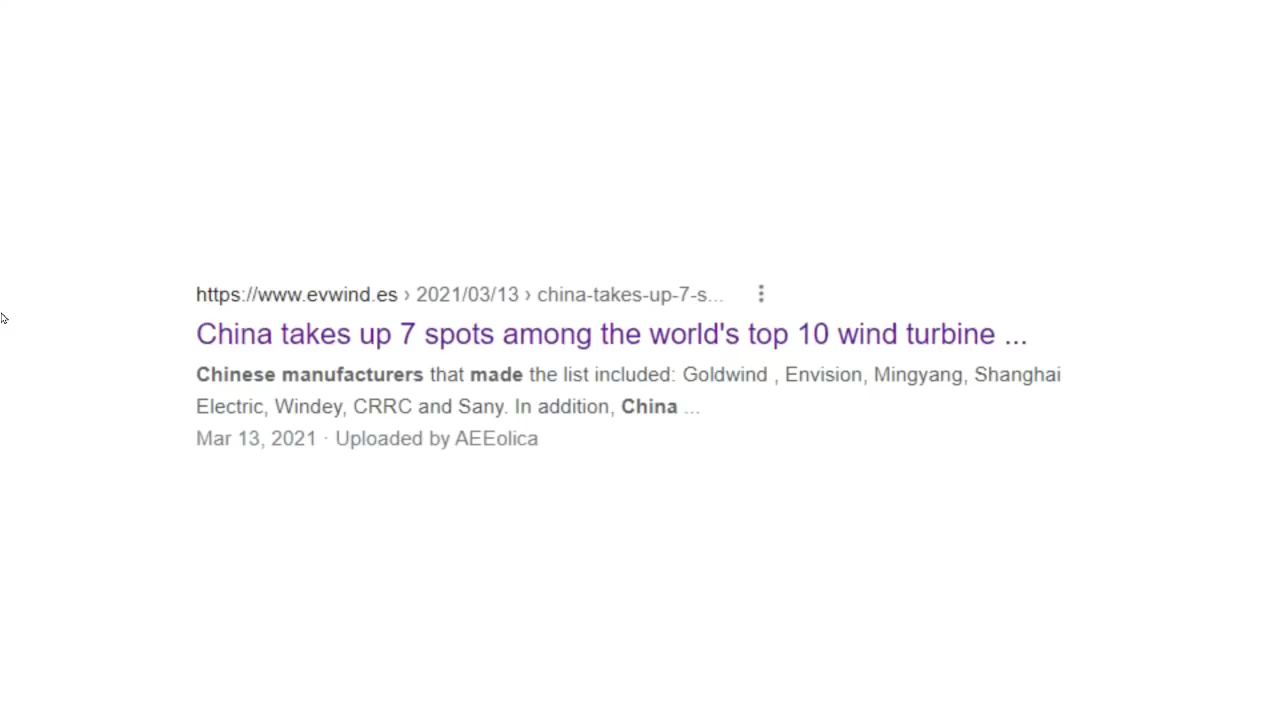 https://www.evwind.es › 2021/03/13 › china-takes-up-7-s...
China takes up 7 spots among the world's top 10 wind turbine ...
Chinese manufacturers that made the list included: Goldwind , Envision, Mingyang, Shanghai
Electric, Windey, CRRC and Sany. In addition, China ...
Mar 13, 2021 · Uploaded by AEEolica